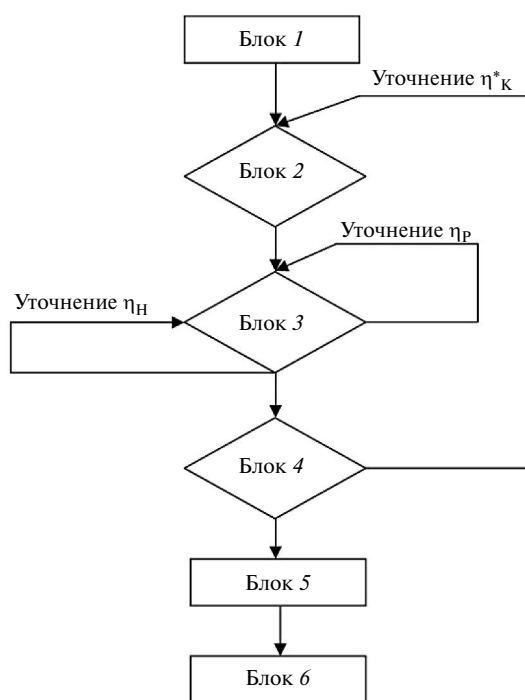 Блок 1
Уточнение η*К
Блок 2
Уточнение ηР
Уточнение ηН
Блок 3
Блок 4
Блок 5
Блок 6